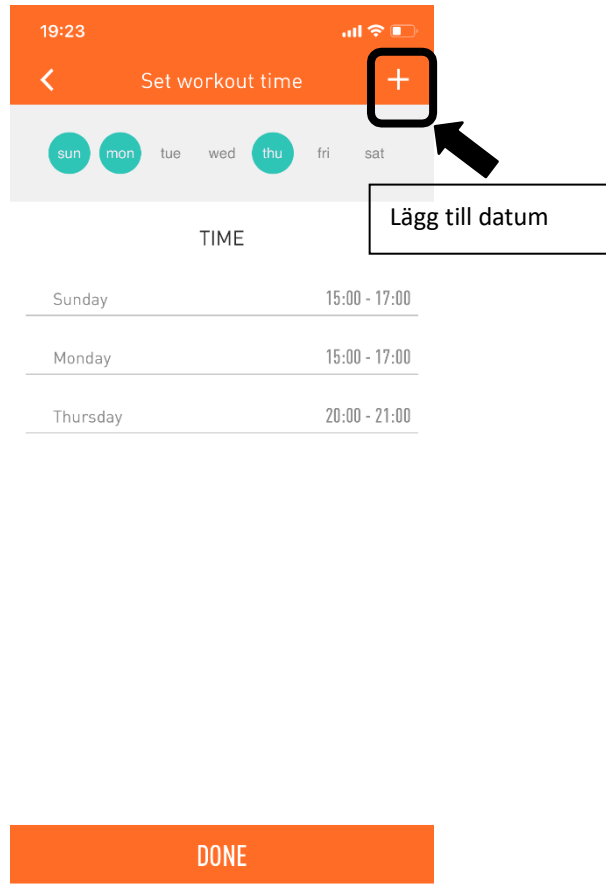 19:23
Set workout time
sun mon tue wed thu fri sat
Lägg till datum
TIME
Sunday 15:00 - 17:00
Monday 15:00 - 17:00
Thursday 20:00 - 21:00
DONE